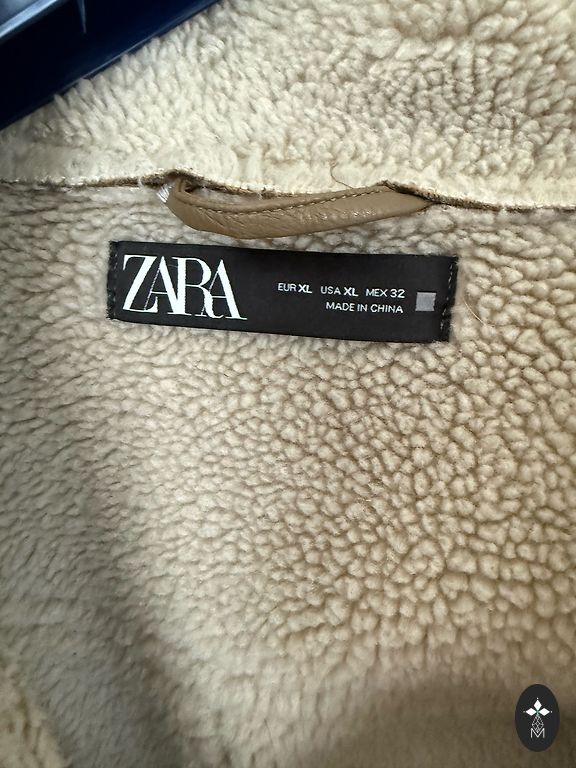 ZARA
EUR XL USA XL MEX 32
MADE IN CHINA
M